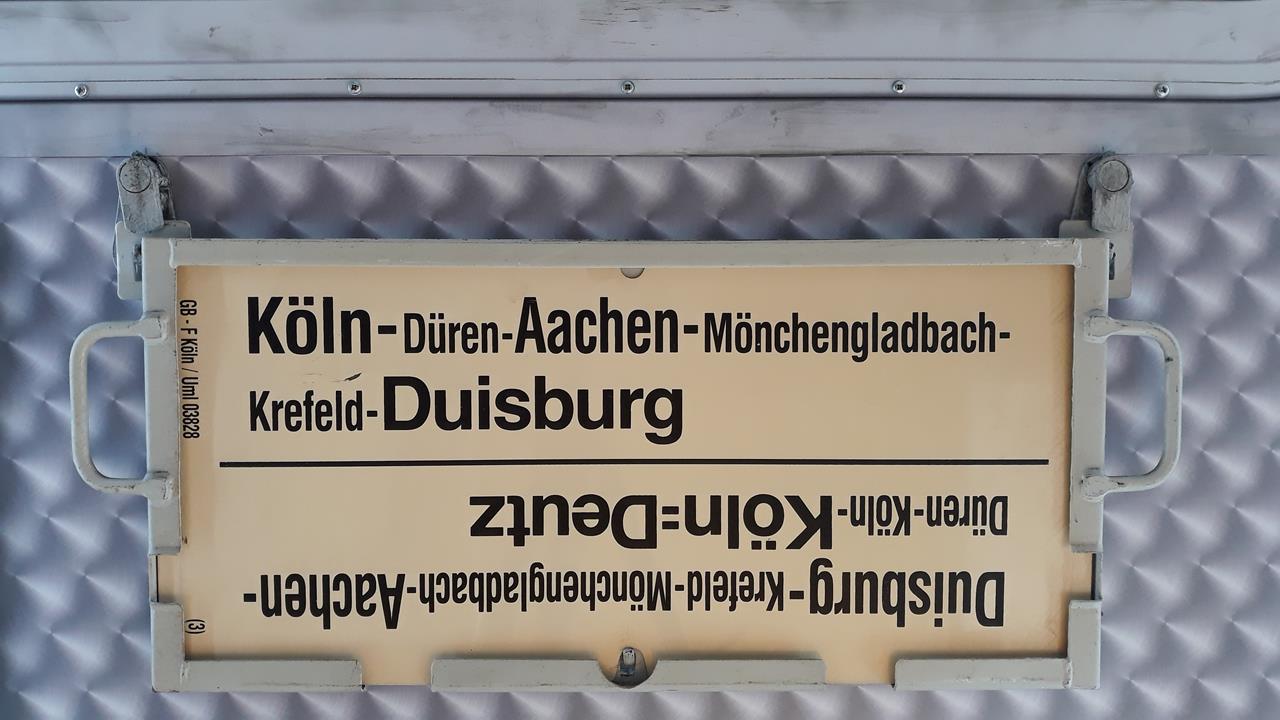 Köln-Düren-Aachen-Mönchengladbach-
Krefeld-Duisburg
Duisburg-Krefeld-Mönchengladbach-Aachen-
Düren-Köln-Köln=Deutz
GB - F Köln / Uml 03828
(3)